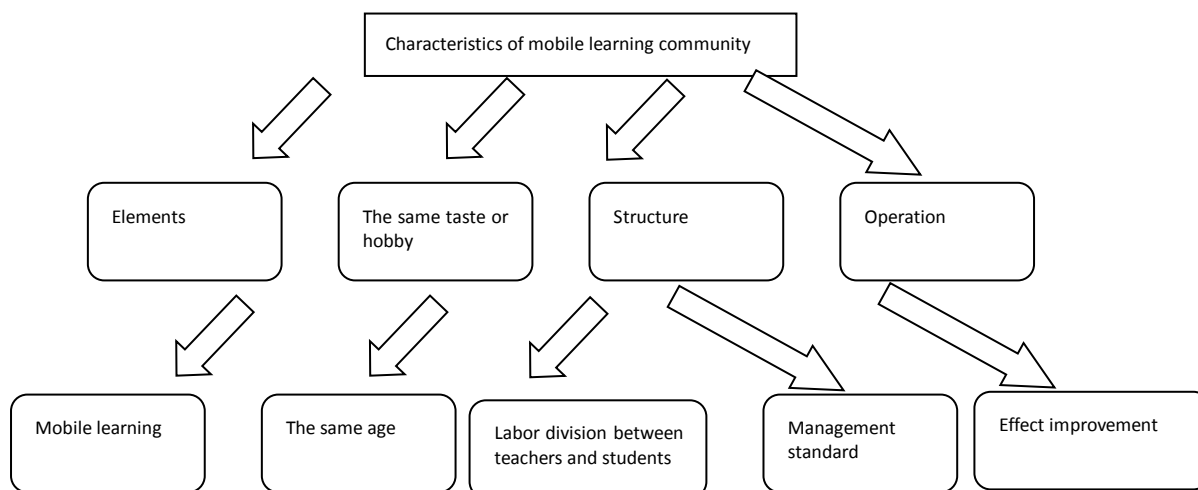 Characteristics of mobile learning community
Elements
The same taste or
hobby
Structure
Operation
Mobile learning
The same age
Labor division between
teachers and students
Management
standard
Effect improvement